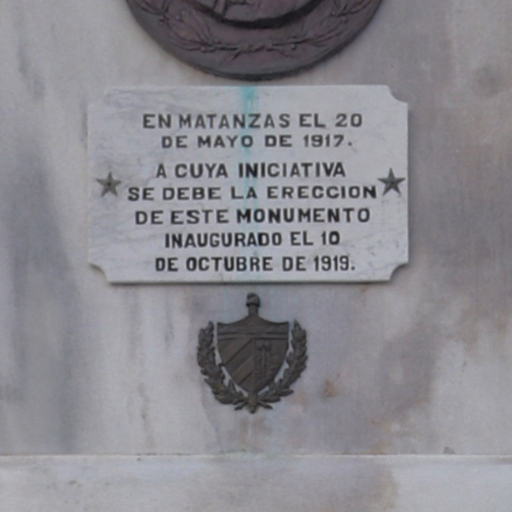 EN MATANZAS EL 20
DE MAYO DE 1917.
A CUYA INICIATIVA
SE DEBE LA ERECCION
DE ESTE MONUMENTO
INAUGURADO EL 10
DE OCTUBRE DE 1919.